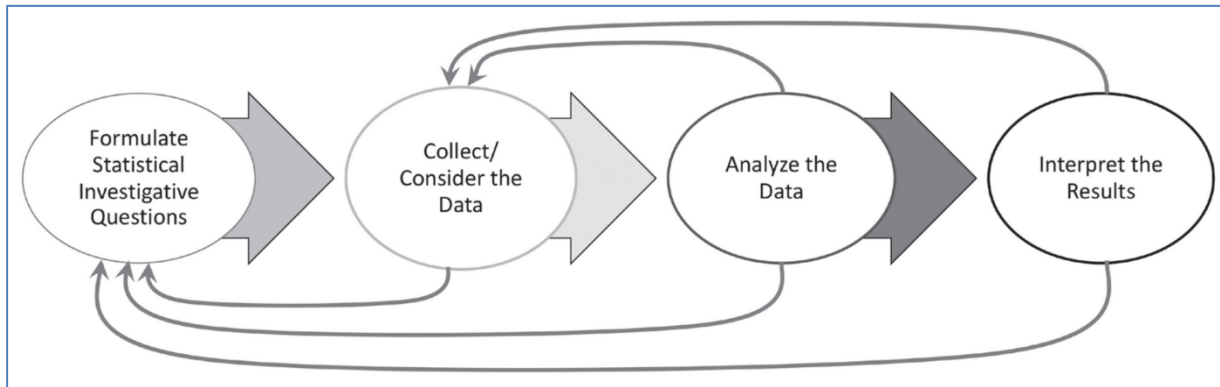 Formulate
Statistical
Investigative
Questions
Collect/
Consider the
Data
Analyze the
Data
Interpret the
Results